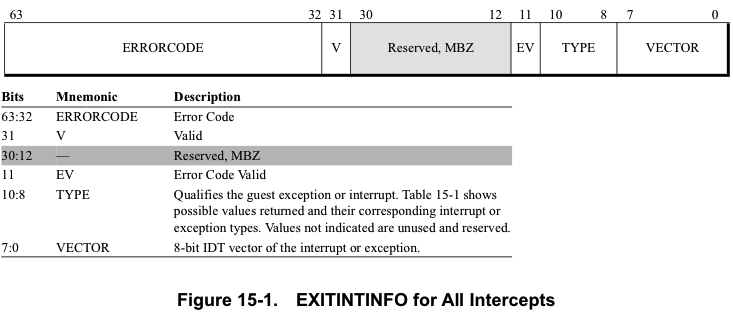 63 32 31 30 12 11 10 8 7 0
ERRORCODE V Reserved, MBZ EV TYPE VECTOR
Bits Mnemonic Description
63:32 ERRORCODE Error Code
31 V Valid
30:12 — Reserved, MBZ
11 EV Error Code Valid
10:8 TYPE Qualifies the guest exception or interrupt. Table 15-1 shows
possible values returned and their corresponding interrupt or
exception types. Values not indicated are unused and reserved.
7:0 VECTOR 8-bit IDT vector of the interrupt or exception.
Figure 15-1. EXITINTINFO for All Intercepts